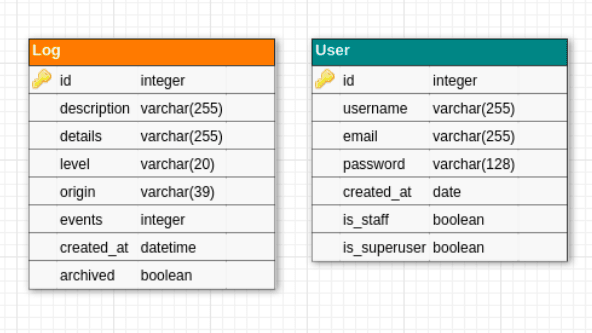 Log
id integer
description varchar(255)
details varchar(255)
level varchar(20)
origin varchar(39)
events integer
created_at datetime
archived boolean
User
id integer
username varchar(255)
email varchar(255)
password varchar(128)
created_at date
is_staff boolean
is_superuser boolean